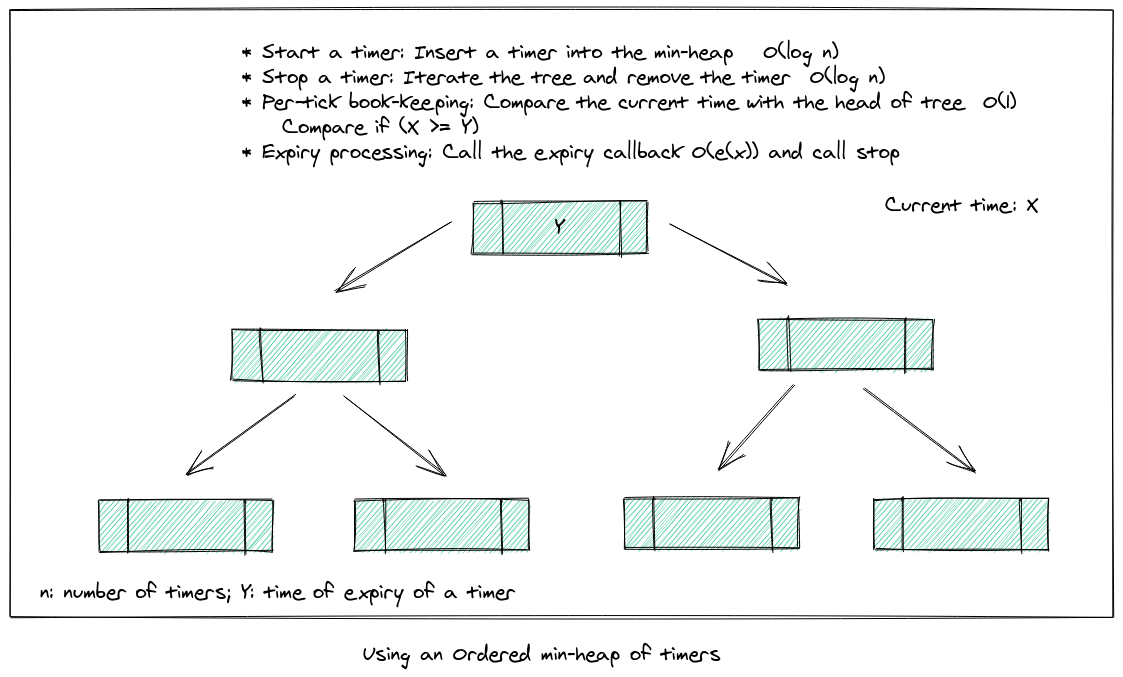 * Start a timer: Insert a timer into the min-heap O(log n)
* Stop a timer: Iterate the tree and remove the timer O(log n)
* Per-tick book-keeping: Compare the current time with the head of tree O(1)
Compare if (X >= Y)
* Expiry processing: Call the expiry callback O(e(x)) and call stop
Current time: X
Y
n: number of timers; Y: time of expiry of a timer
Using an Ordered min-heap of timers